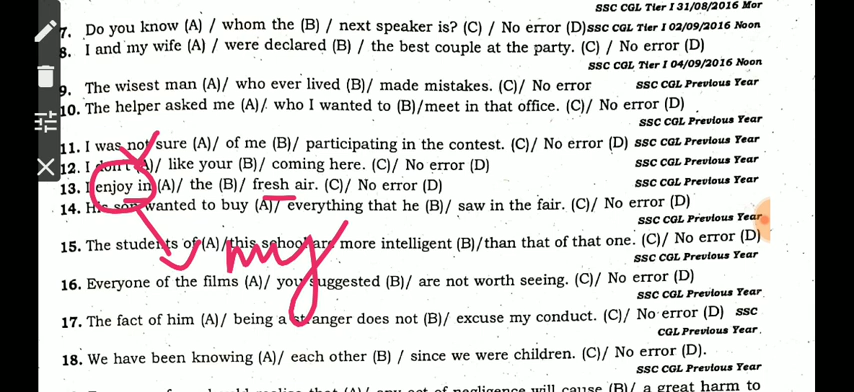 SSC CGL Tier I 31/08/2016 Mor
7. Do you know (A) / whom the (B) / next speaker is? (C) / No error (D) SSC CGL Tier I 02/09/2016 Noon
8. I and my wife (A) / were declared (B) / the best couple at the party. (C) / No error (D)
SSC CGL Tier I 04/09/2016 Noon
9. The wisest man (A)/ who ever lived (B)/ made mistakes. (C)/ No error SSC CGL Previous Year
10. The helper asked me (A)/ who I wanted to (B)/meet in that office. (C)/ No error (D)
SSC CGL Previous Year
11. I was not sure (A)/ of me (B)/ participating in the contest. (C)/ No error (D) SSC CGL Previous Year
12. I don't (A)/ like your (B)/ coming here. (C)/ No error (D) SSC CGL Previous Year
13. I enjoy in (A)/ the (B)/ fresh air. (C)/ No error (D) SSC CGL Previous Year
14. His son wanted to buy (A)/ everything that he (B)/ saw in the fair. (C)/ No error (D)
SSC CGL Previous Year
my
15. The students of (A)/this school are more intelligent (B)/than that of that one. (C)/ No error (D)
SSC CGL Previous Year
16. Everyone of the films (A)/ you suggested (B)/ are not worth seeing. (C)/ No error (D)
SSC CGL Previous Year
17. The fact of him (A)/ being a stranger does not (B)/ excuse my conduct. (C)/ No error (D) SSC
CGL Previous Year
18. We have been knowing (A)/ each other (B) / since we were children. (C)/ No error (D).
SSC CGL Previous Year
act of negligence will cause (B)/ a great harm to